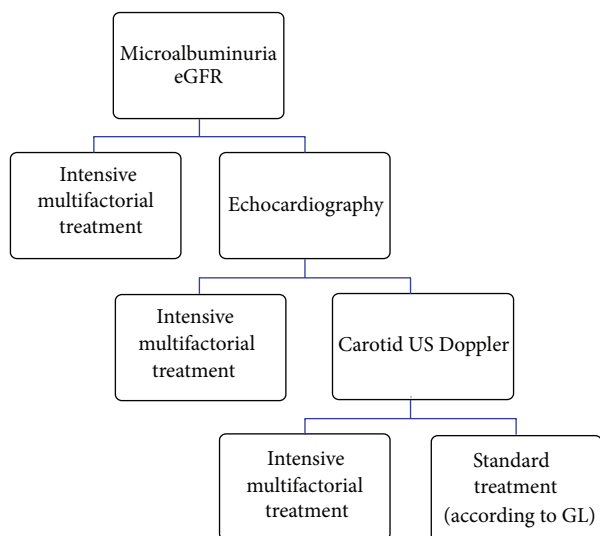 Microalbuminuria
eGFR
Intensive
multifactorial
treatment
Echocardiography
Intensive
multifactorial
treatment
Carotid US Doppler
Intensive
multifactorial
treatment
Standard
treatment
(according to GL)